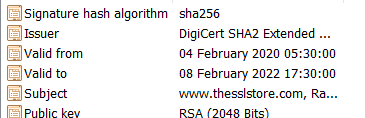 Signature hash algorithm sha256
Issuer DigiCert SHA2 Extended ...
Valid from 04 February 2020 05:30:00
Valid to 08 February 2022 17:30:00
Subject www.thesslstore.com, Ra...
Public key RSA (2048 Bits)